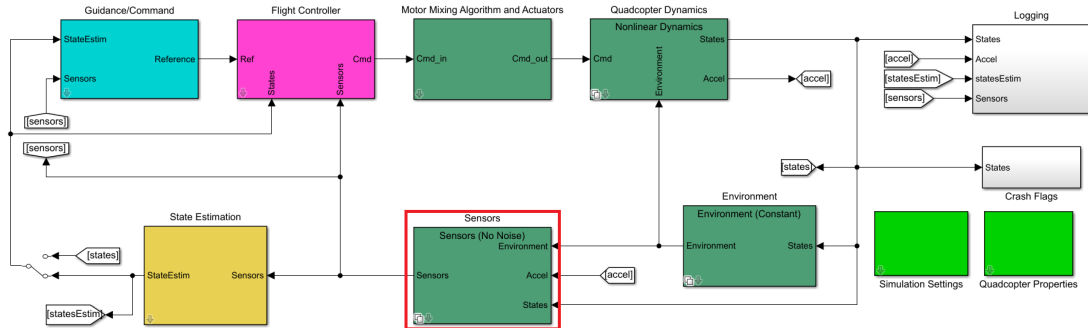 Guidance/Command
Flight Controller
Motor Mixing Algorithm and Actuators
Quadcopter Dynamics
Logging
StateEstim
Reference
Sensors
Ref
Cmd
States
Sensors
Cmd_in
Cmd_out
Nonlinear Dynamics
States
Cmd
Accel
Environment
States
Accel
statesEstim
Sensors
[accel]
[accel]
[statesEstim]
[sensors]
[sensors]
[sensors]
[states]
States
Crash Flags
State Estimation
StateEstim
Sensors
[states]
[statesEstim]
Sensors
Sensors (No Noise)
Environment
Sensors
Accel
States
[accel]
Environment
Environment (Constant)
Environment
States
Simulation Settings
Quadcopter Properties